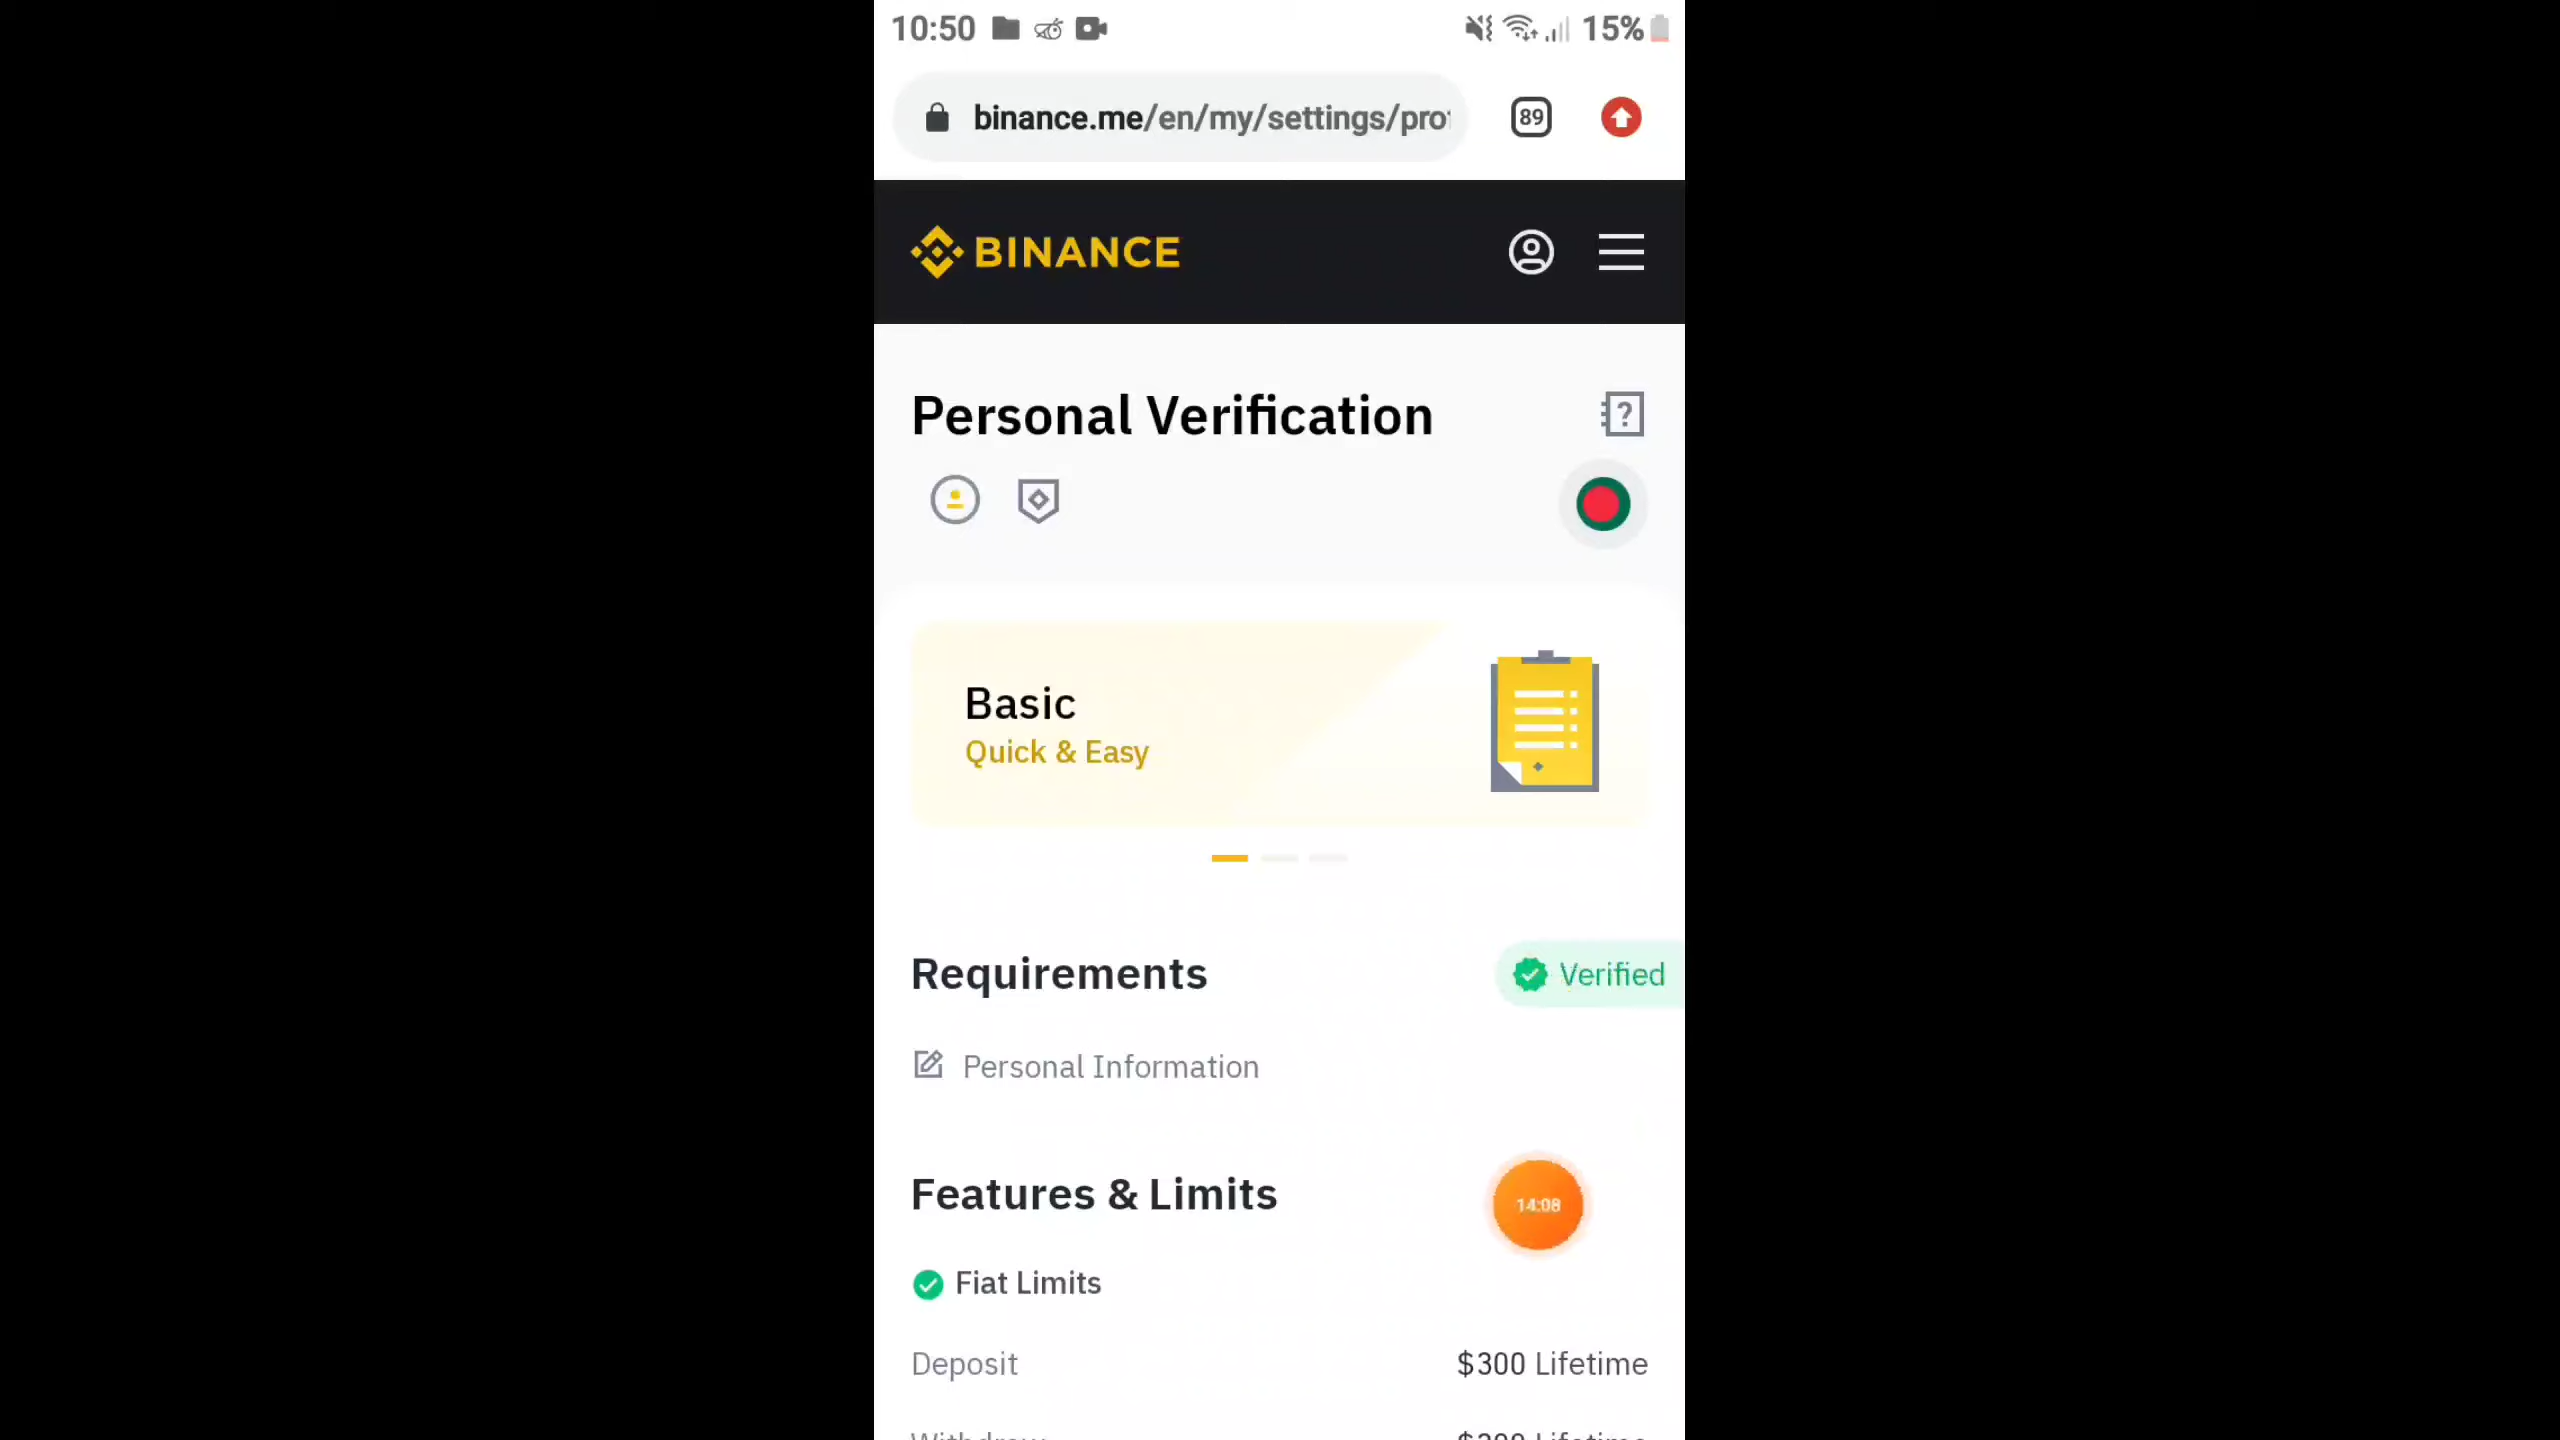 10:50
15%
binance.me/en/my/settings/pro
89
BINANCE
Personal Verification
Basic
Quick & Easy
Requirements
Verified
Personal Information
Features & Limits
14:08
Fiat Limits
Deposit
$300 Lifetime